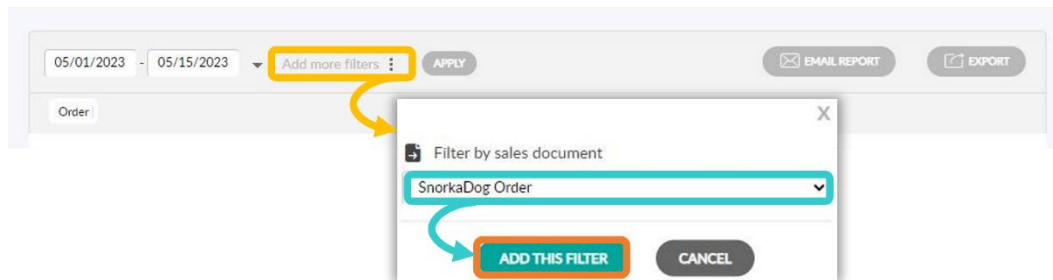 05/01/2023 - 05/15/2023 Add more filters APPLY EMAIL REPORT EXPORT
Order
X
Filter by sales document
SnorkaDog Order
ADD THIS FILTER CANCEL